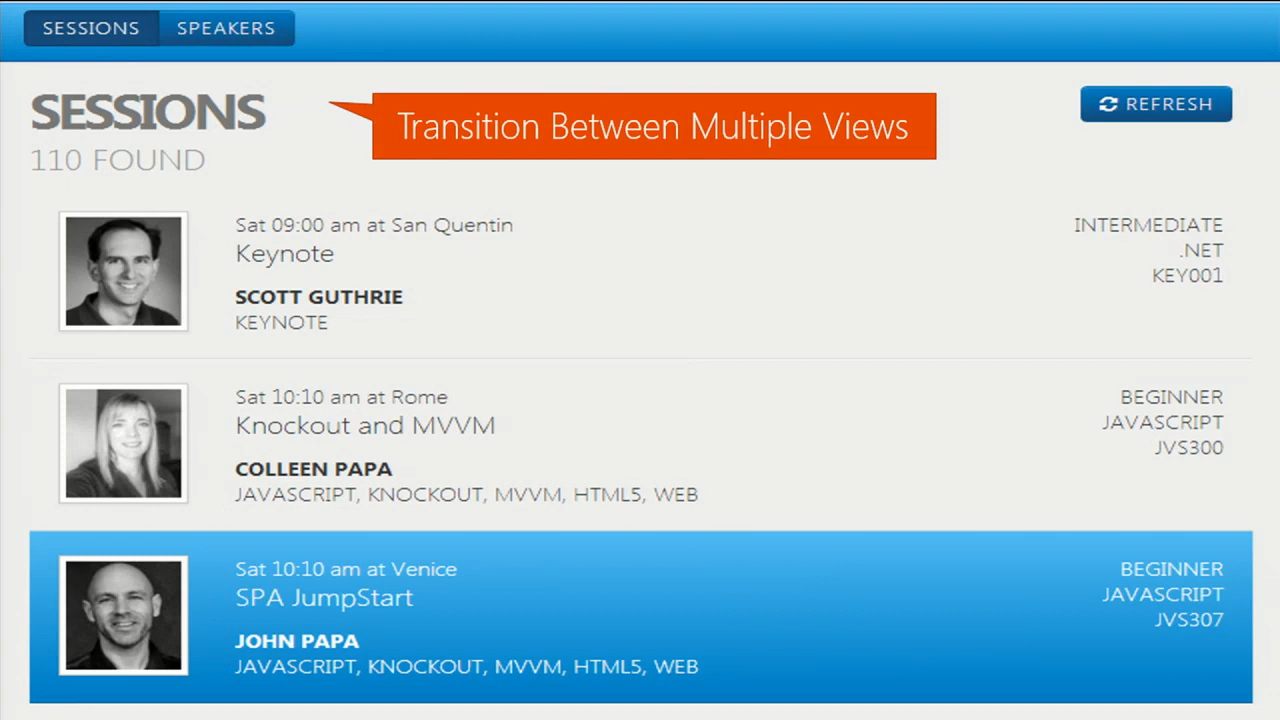 SESSIONS SPEAKERS
SESSIONS
Transition Between Multiple Views
REFRESH
110 FOUND
Sat 09:00 am at San Quentin
Keynote
SCOTT GUTHRIE
KEYNOTE
INTERMEDIATE
.NET
KEY001
Sat 10:10 am at Rome
Knockout and MVVM
COLLEEN PAPA
JAVASCRIPT, KNOCKOUT, MVVM, HTML5, WEB
BEGINNER
JAVASCRIPT
JVS300
Sat 10:10 am at Venice
SPA JumpStart
JOHN PAPA
JAVASCRIPT, KNOCKOUT, MVVM, HTML5, WEB
BEGINNER
JAVASCRIPT
JVS307